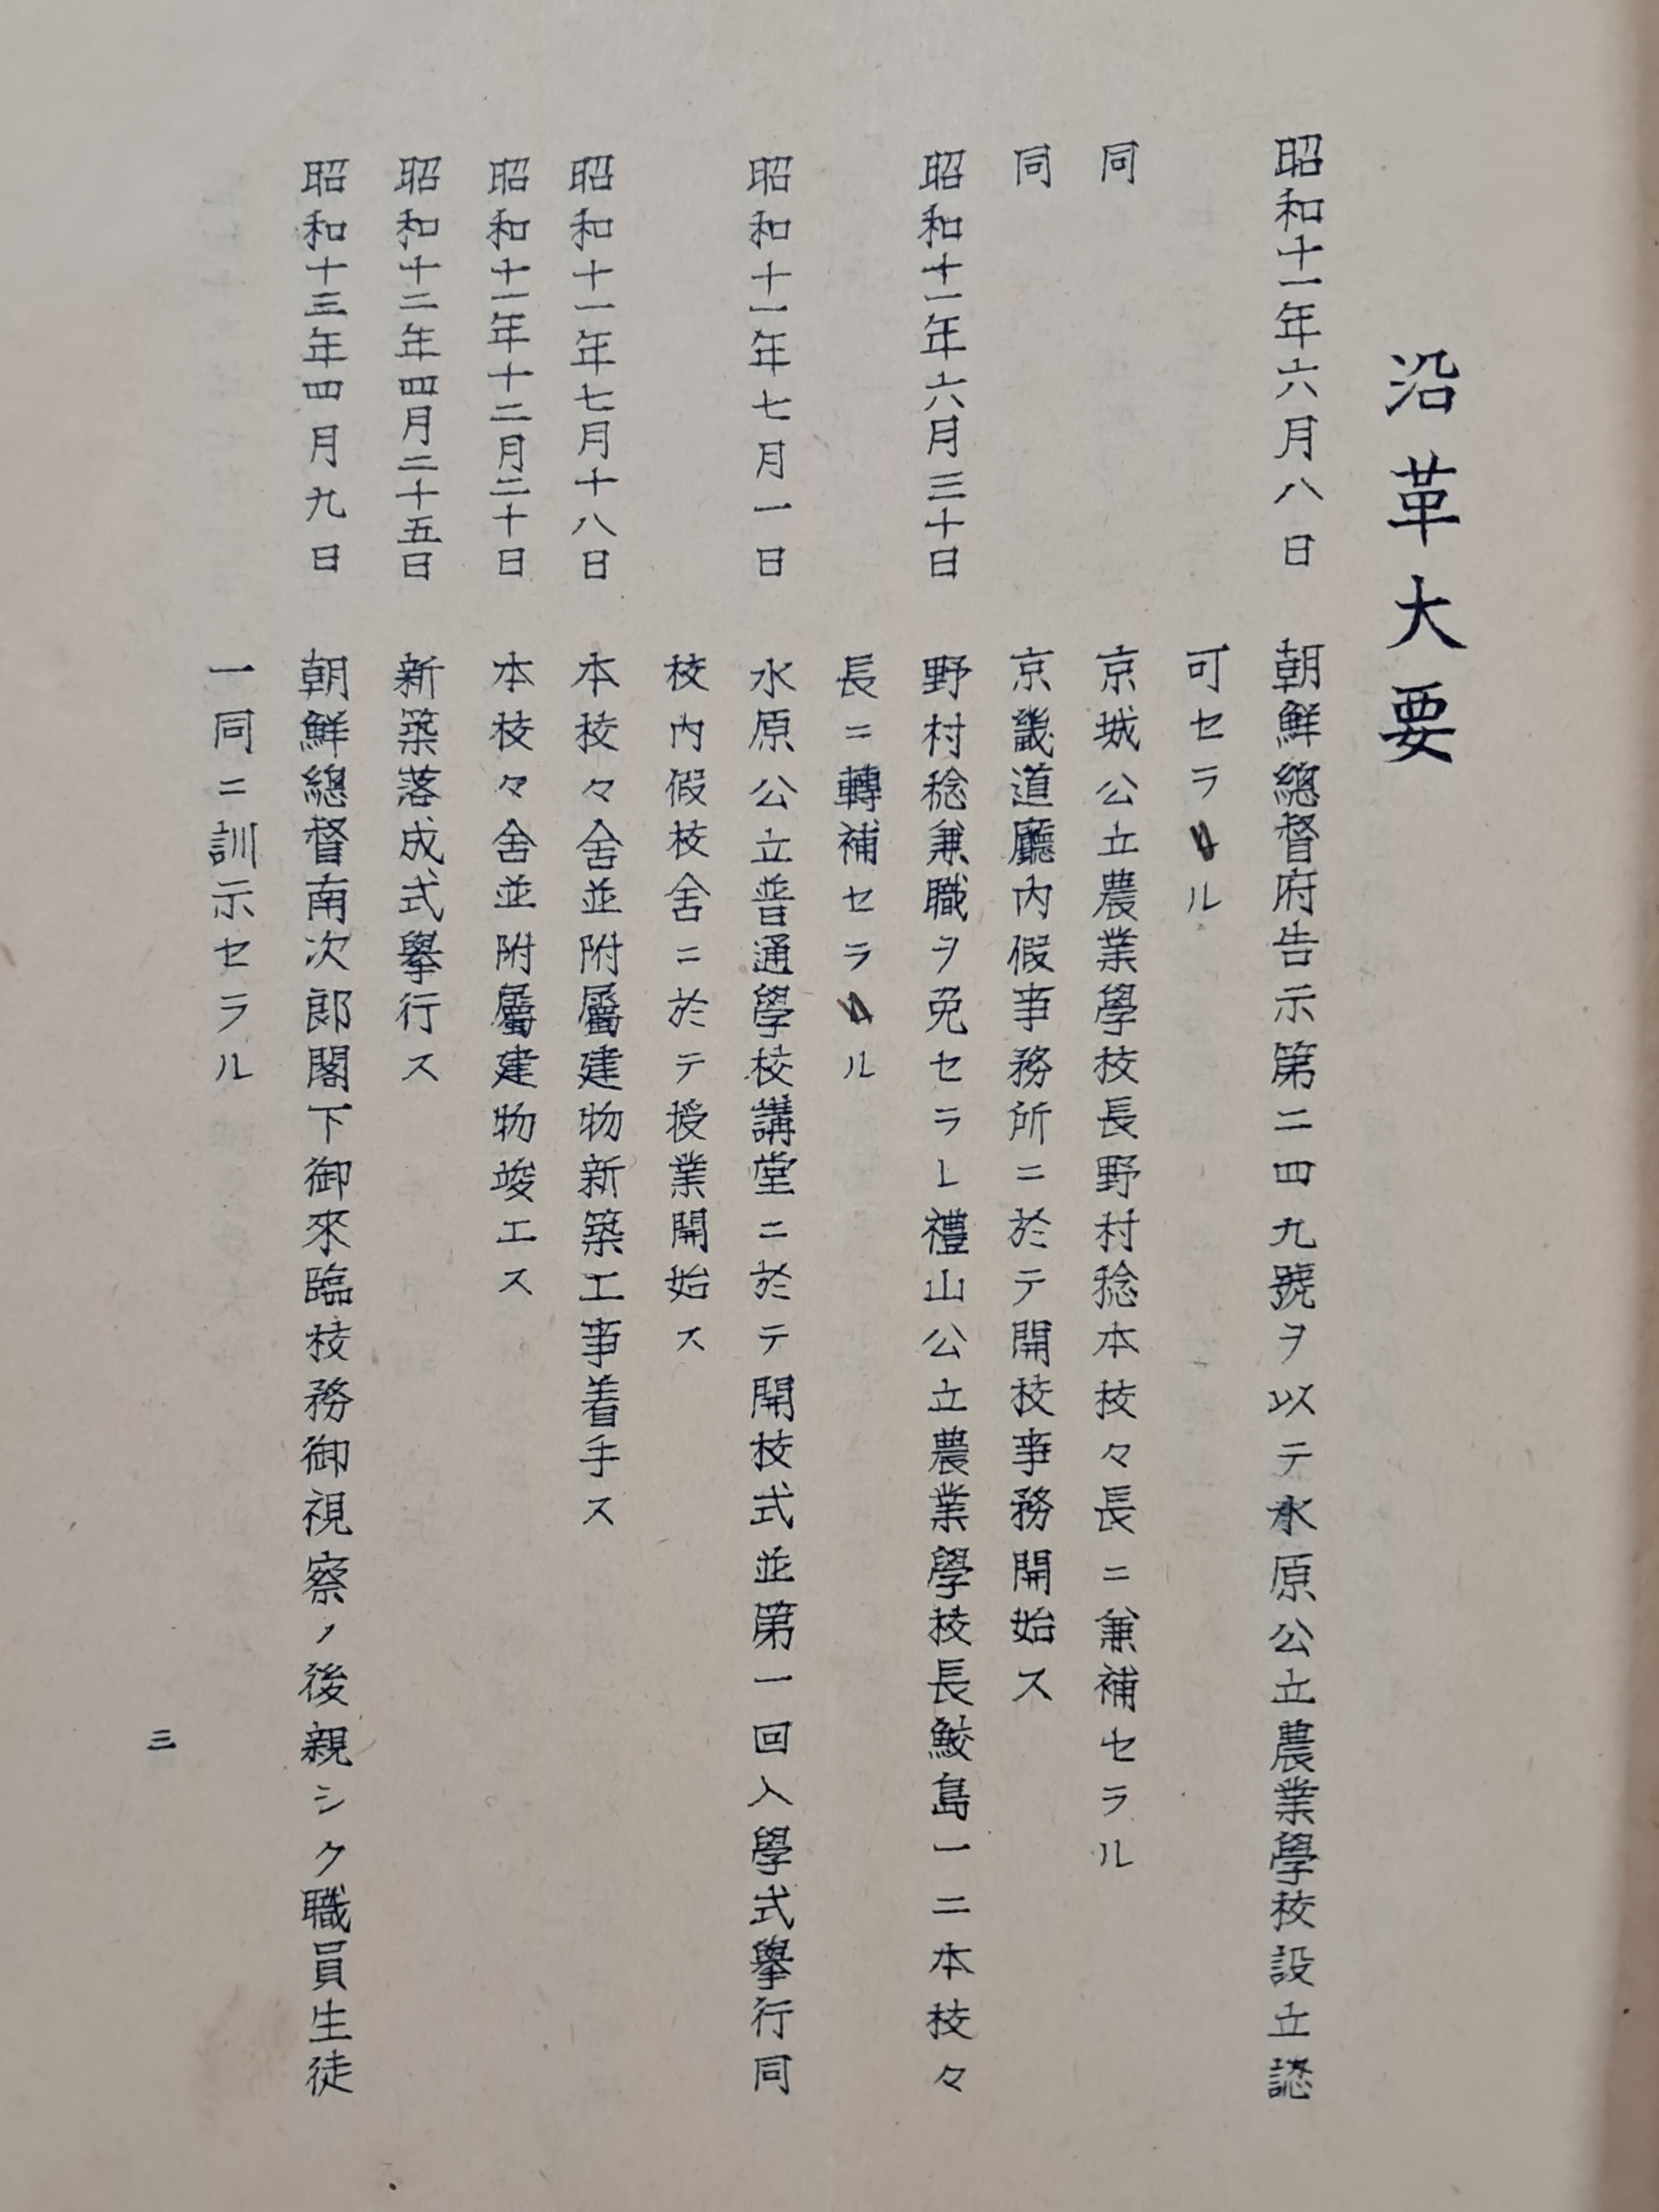 沿革大要
昭和十一年六月八日　朝鮮總督府告示第二四九號ヲ以テ水原公立農業學校設立認
可セラル
同　京城公立農業學校長野村稔本校々長ニ兼補セラル
同　京畿道廳内假事務所ニ於テ開校事務開始ス
昭和十一年六月三十日　野村稔兼職ヲ免セラレ禮山公立農業學校長鮫島一二本校々
長ニ轉補セラル
昭和十一年七月一日　水原公立普通學校講堂ニ於テ開校式並第一回入學式擧行同
校内假校舍ニ於テ授業開始ス
昭和十一年七月十八日　本校々舍並附屬建物新築工事着手ス
昭和十一年十二月二十日　本校々舍並附屬建物竣工ス
昭和十二年四月二十五日　新築落成式擧行ス
昭和十三年四月九日　朝鮮總督南次郎閣下御來臨校務御視察ノ後親シク職員生徒
一同ニ訓示セラル
三